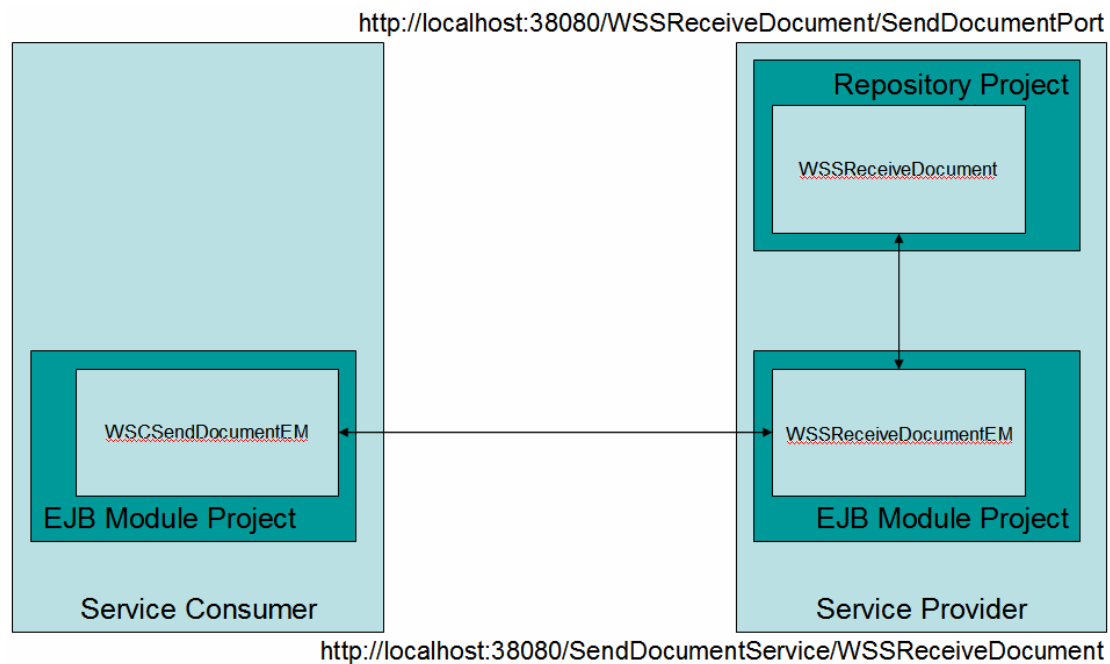 http://localhost:38080/WSSReceiveDocument/SendDocumentPort
Repository Project
WSSReceiveDocument
WSCSendDocumentEM
WSSReceiveDocumentEM
EJB Module Project
EJB Module Project
Service Consumer
Service Provider
http://localhost:38080/SendDocumentService/WSSReceiveDocument